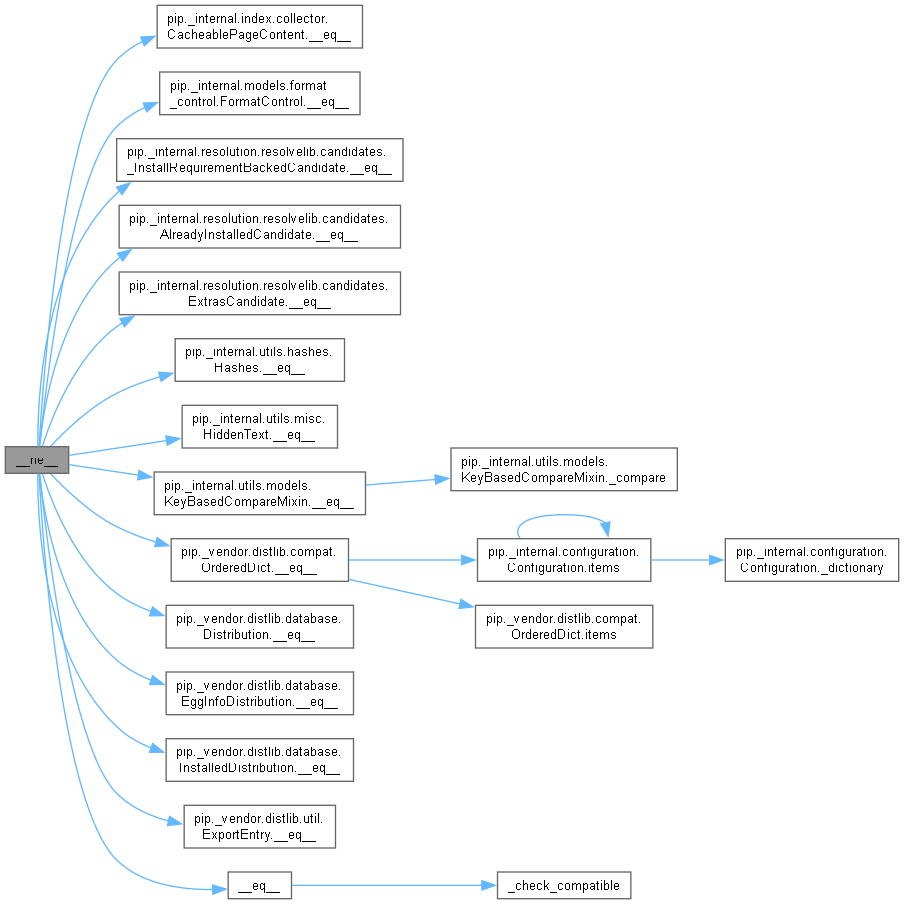 pip._internal.index.collector.
CacheablePageContent.__eq__
pip._internal.models.format
_control.FormatControl.__eq__
pip._internal.resolution.resolvelib.candidates.
_InstallRequirementBackedCandidate.__eq__
pip._internal.resolution.resolvelib.candidates.
AlreadyInstalledCandidate.__eq__
pip._internal.resolution.resolvelib.candidates.
ExtrasCandidate.__eq__
pip._internal.utils.hashes.
Hashes.__eq__
pip._internal.utils.misc.
HiddenText.__eq__
__ne__
pip._internal.utils.models.
KeyBasedCompareMixin.__eq__
pip._internal.utils.models.
KeyBasedCompareMixin._compare
pip._vendor.distlib.compat.
OrderedDict.__eq__
pip._internal.configuration.
Configuration.items
pip._internal.configuration.
Configuration._dictionary
pip._vendor.distlib.database.
Distribution.__eq__
pip._vendor.distlib.compat.
OrderedDict.items
pip._vendor.distlib.database.
EggInfoDistribution.__eq__
pip._vendor.distlib.database.
InstalledDistribution.__eq__
pip._vendor.distlib.util.
ExportEntry.__eq__
__eq__
_check_compatible